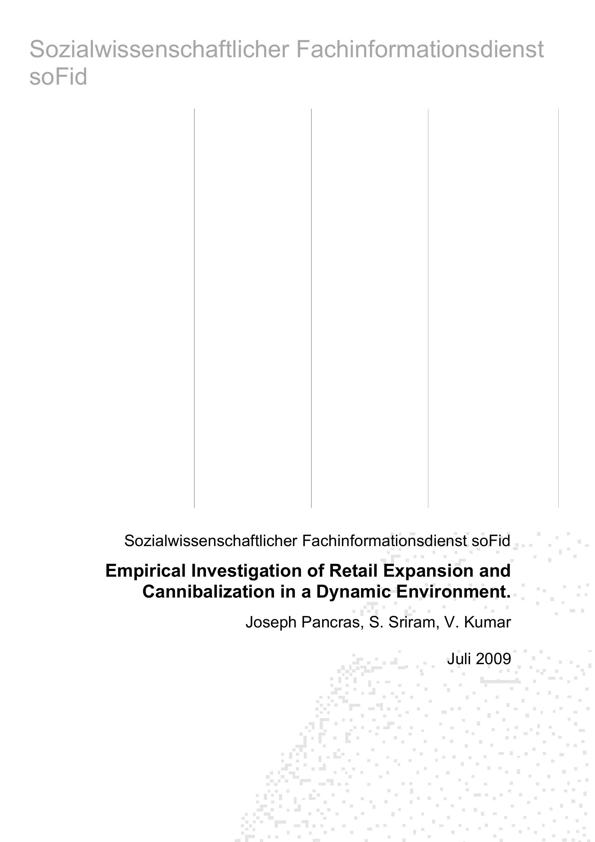 Sozialwissenschaftlicher Fachinformationsdienst
soFid
Sozialwissenschaftlicher Fachinformationsdienst soFid
Empirical Investigation of Retail Expansion and
Cannibalization in a Dynamic Environment.
Joseph Pancras, S. Sriram, V. Kumar
Juli 2009